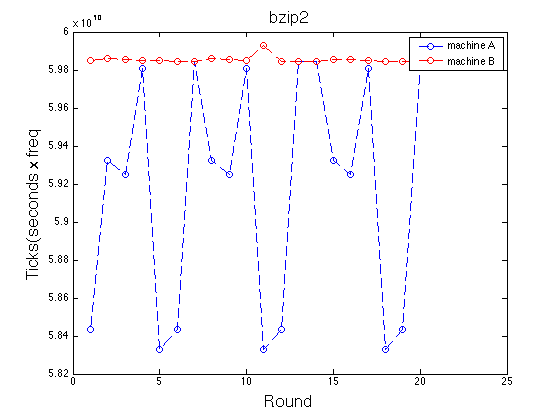 bzip2
x 10^10
6
5.98
5.96
5.94
5.92
5.9
5.88
5.86
5.84
5.82
Ticks(seconds x freq
machine A
machine B
0 5 10 15 20 25
Round